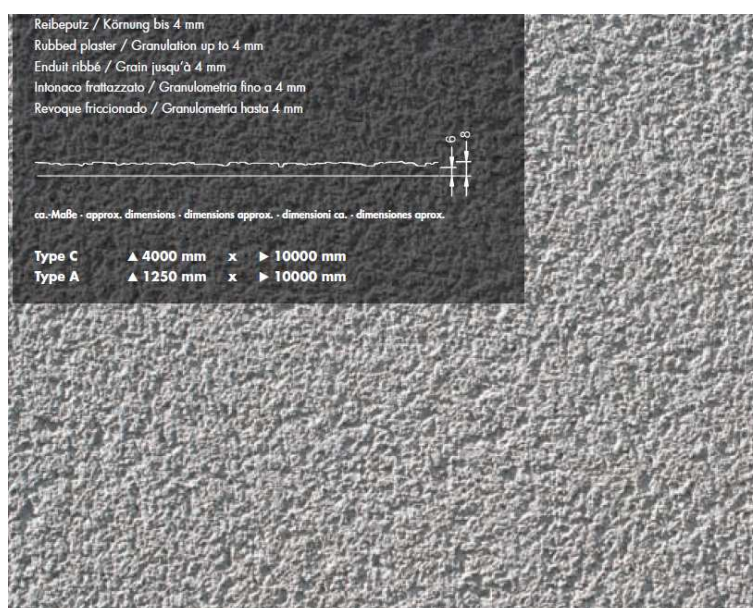 Reibeputz / Körnung bis 4 mm
Rubbed plaster / Granulation up to 4 mm
Enduit ribbé / Grain jusqu'à 4 mm
Intonaco frattazzato / Granulometria fino a 4 mm
Revoque friccionado / Granulometría hasta 4 mm
6 8
ca.-Maße · approx. dimensions · dimensions approx. · dimensioni ca. · dimensiones aprox.
Type C ▲ 4000 mm x ▶ 10000 mm
Type A ▲ 1250 mm x ▶ 10000 mm